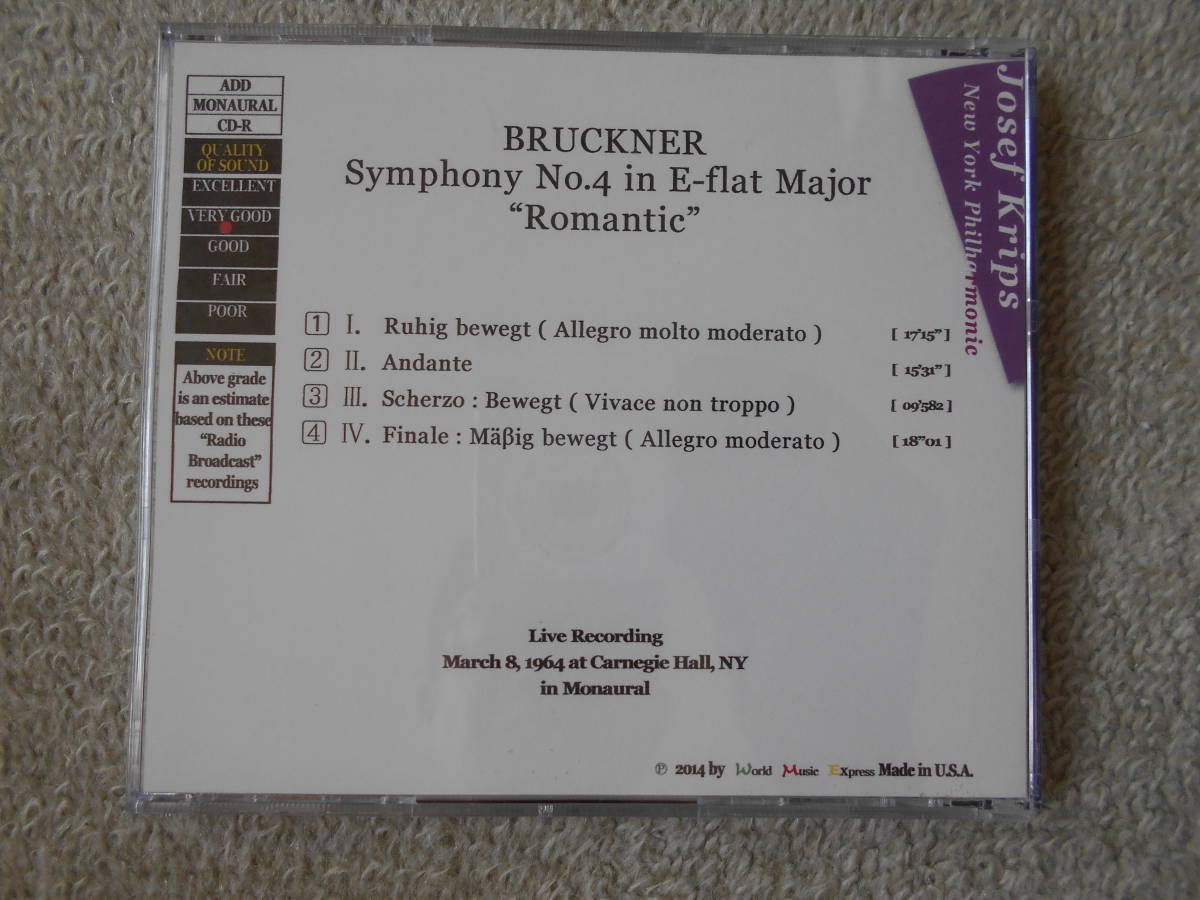 ADD
MONAURAL
CD-R
QUALITY
OF SOUND
EXCELLENT
VERY GOOD
GOOD
FAIR
POOR
NOTE
Above grade
is an estimate
based on these
“Radio
Broadcast”
recordings
BRUCKNER
Symphony No.4 in E-flat Major
“Romantic”
1 I. Ruhig bewegt ( Allegro molto moderato ) [ 17'15” ]
2 II. Andante [ 15'31” ]
3 III. Scherzo : Bewegt ( Vivace non troppo ) [ 09'582 ]
4 IV. Finale : Mäβig bewegt ( Allegro moderato ) [ 18”01 ]
Josef Krips
New York Philharmonic
Live Recording
March 8, 1964 at Carnegie Hall, NY
in Monaural
℗ 2014 by World Music EXpress Made in U.S.A.